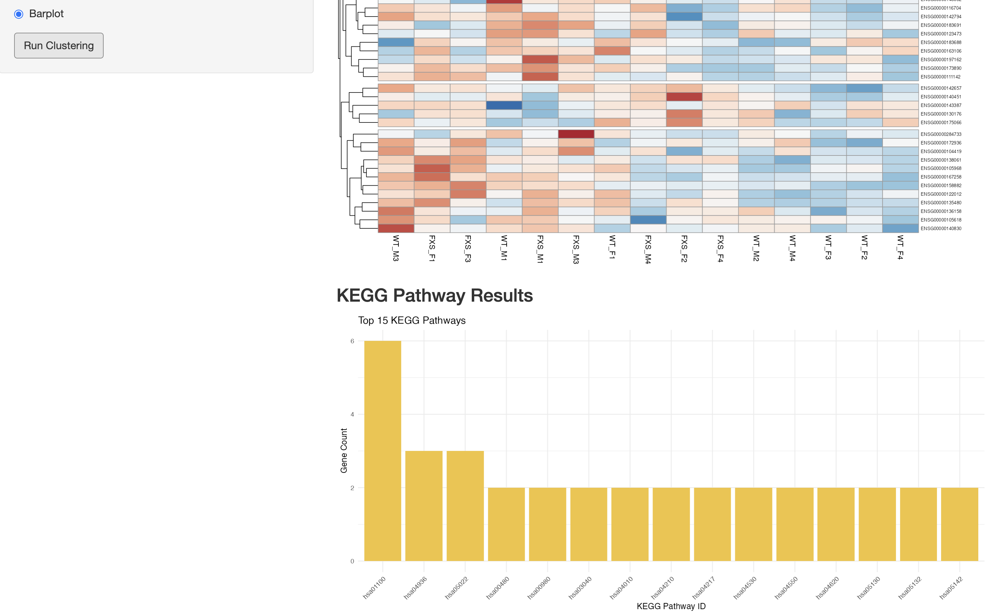 Barplot
Run Clustering
ENSG00000116704
ENSG00000142794
ENSG00000183691
ENSG00000123473
ENSG00000183688
ENSG00000163106
ENSG00000197162
ENSG00000173890
ENSG00000111142
ENSG00000142657
ENSG00000140451
ENSG00000143387
ENSG00000130176
ENSG00000175066
ENSG00000284733
ENSG00000172936
ENSG00000104419
ENSG00000138061
ENSG00000105968
ENSG00000167258
ENSG00000158882
ENSG00000122012
ENSG00000135480
ENSG00000136158
ENSG00000105618
ENSG00000140830
WT_M3
FXS_F1
FXS_F3
WT_M1
FXS_M1
FXS_M3
WT_F1
FXS_M4
FXS_F2
FXS_F4
WT_M2
WT_M4
WT_F3
WT_F2
WT_F4
KEGG Pathway Results
Top 15 KEGG Pathways
6
4
2
0
Gene Count
hsa01100
hsa04936
hsa05022
hsa00480
hsa00980
hsa03040
hsa04010
hsa04210
hsa04217
hsa04530
hsa04550
hsa04620
hsa05130
hsa05132
hsa05142
KEGG Pathway ID